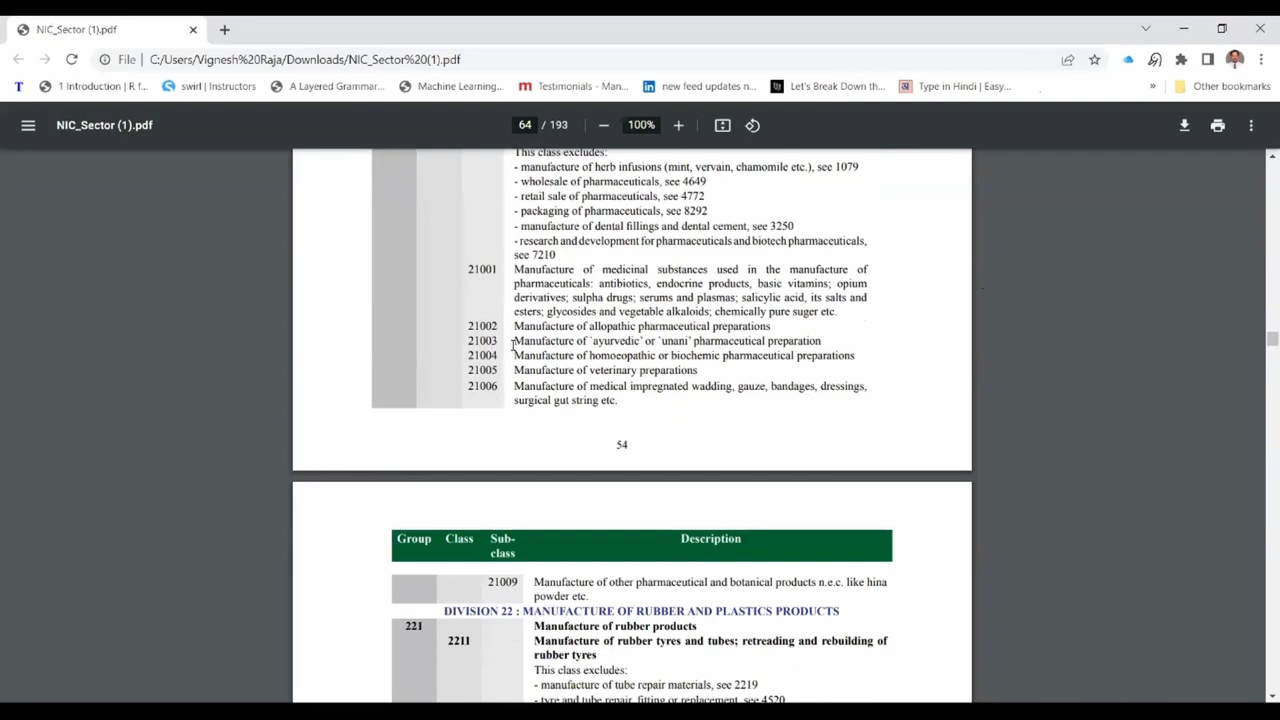 NIC_Sector (1).pdf
File C:/Users/Vignesh%20Raja/Downloads/NIC_Sector%20(1).pdf
T 1 Introduction | R f... swirl | Instructors A Layered Grammar... Machine Learning... Testimonials - Man... new feed updates n... Let's Break Down th... Type in Hindi | Easy... » Other bookmarks
NIC_Sector (1).pdf 64 / 193 100%
This class excludes:
- manufacture of herb infusions (mint, vervain, chamomile etc.), see 1079
- wholesale of pharmaceuticals, see 4649
- retail sale of pharmaceuticals, see 4772
- packaging of pharmaceuticals, see 8292
- manufacture of dental fillings and dental cement, see 3250
- research and development for pharmaceuticals and biotech pharmaceuticals,
see 7210
21001 Manufacture of medicinal substances used in the manufacture of
pharmaceuticals: antibiotics, endocrine products, basic vitamins; opium
derivatives; sulpha drugs; serums and plasmas; salicylic acid, its salts and
esters; glycosides and vegetable alkaloids; chemically pure suger etc.
21002 Manufacture of allopathic pharmaceutical preparations
21003 Manufacture of `ayurvedic' or `unani' pharmaceutical preparation
21004 Manufacture of homoeopathic or biochemic pharmaceutical preparations
21005 Manufacture of veterinary preparations
21006 Manufacture of medical impregnated wadding, gauze, bandages, dressings,
surgical gut string etc.
54
Group Class Sub-
class Description
21009 Manufacture of other pharmaceutical and botanical products n.e.c. like hina
powder etc.
DIVISION 22 : MANUFACTURE OF RUBBER AND PLASTICS PRODUCTS
221 Manufacture of rubber products
2211 Manufacture of rubber tyres and tubes; retreading and rebuilding of
rubber tyres
This class excludes:
- manufacture of tube repair materials, see 2219
- tyre and tube repair, fitting or replacement, see 4520